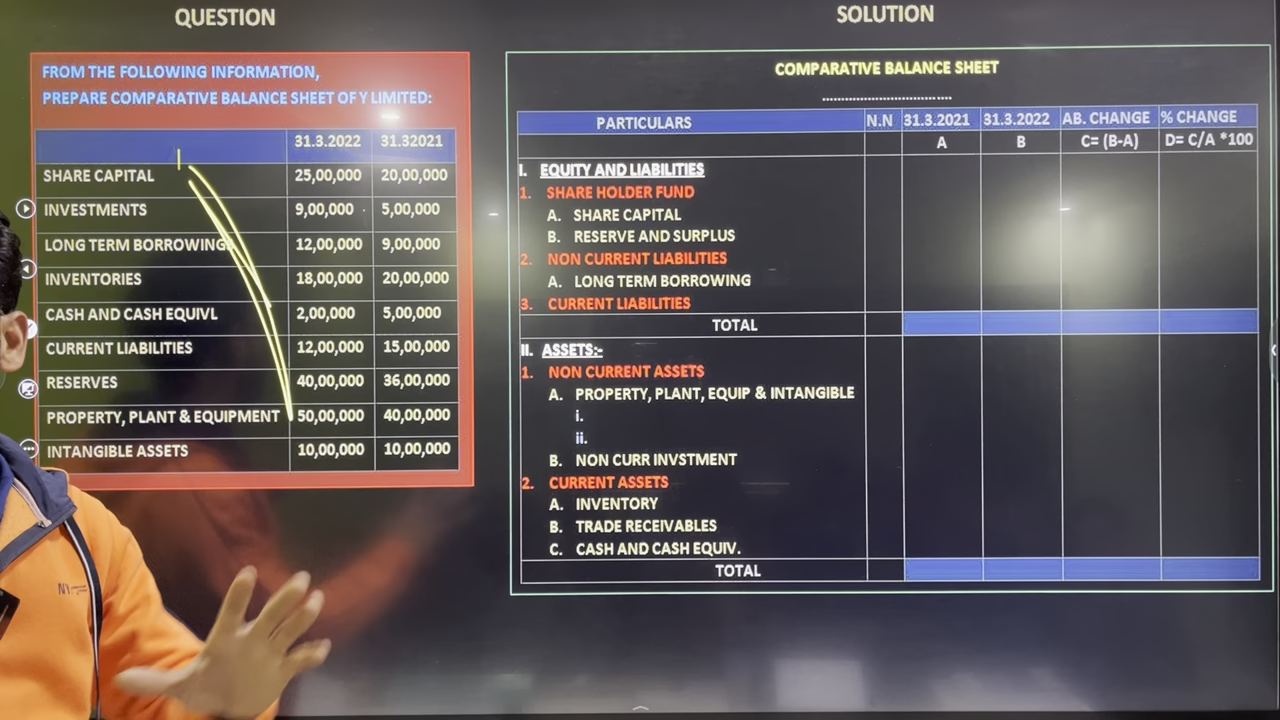 QUESTION
FROM THE FOLLOWING INFORMATION,
PREPARE COMPARATIVE BALANCE SHEET OF Y LIMITED:
31.3.2022 31.32021
SHARE CAPITAL 25,00,000 20,00,000
INVESTMENTS 9,00,000 5,00,000
LONG TERM BORROWINGS 12,00,000 9,00,000
INVENTORIES 18,00,000 20,00,000
CASH AND CASH EQUIVL 2,00,000 5,00,000
CURRENT LIABILITIES 12,00,000 15,00,000
RESERVES 40,00,000 36,00,000
PROPERTY, PLANT & EQUIPMENT 50,00,000 40,00,000
INTANGIBLE ASSETS 10,00,000 10,00,000
SOLUTION
COMPARATIVE BALANCE SHEET
................................
PARTICULARS N.N 31.3.2021 31.3.2022 AB. CHANGE % CHANGE
A B C= (B-A) D= C/A *100
I. EQUITY AND LIABILITIES
1. SHARE HOLDER FUND
A. SHARE CAPITAL
B. RESERVE AND SURPLUS
2. NON CURRENT LIABILITIES
A. LONG TERM BORROWING
3. CURRENT LIABILITIES
TOTAL
II. ASSETS:-
1. NON CURRENT ASSETS
A. PROPERTY, PLANT, EQUIP & INTANGIBLE
i.
ii.
B. NON CURR INVSTMENT
2. CURRENT ASSETS
A. INVENTORY
B. TRADE RECEIVABLES
C. CASH AND CASH EQUIV.
TOTAL